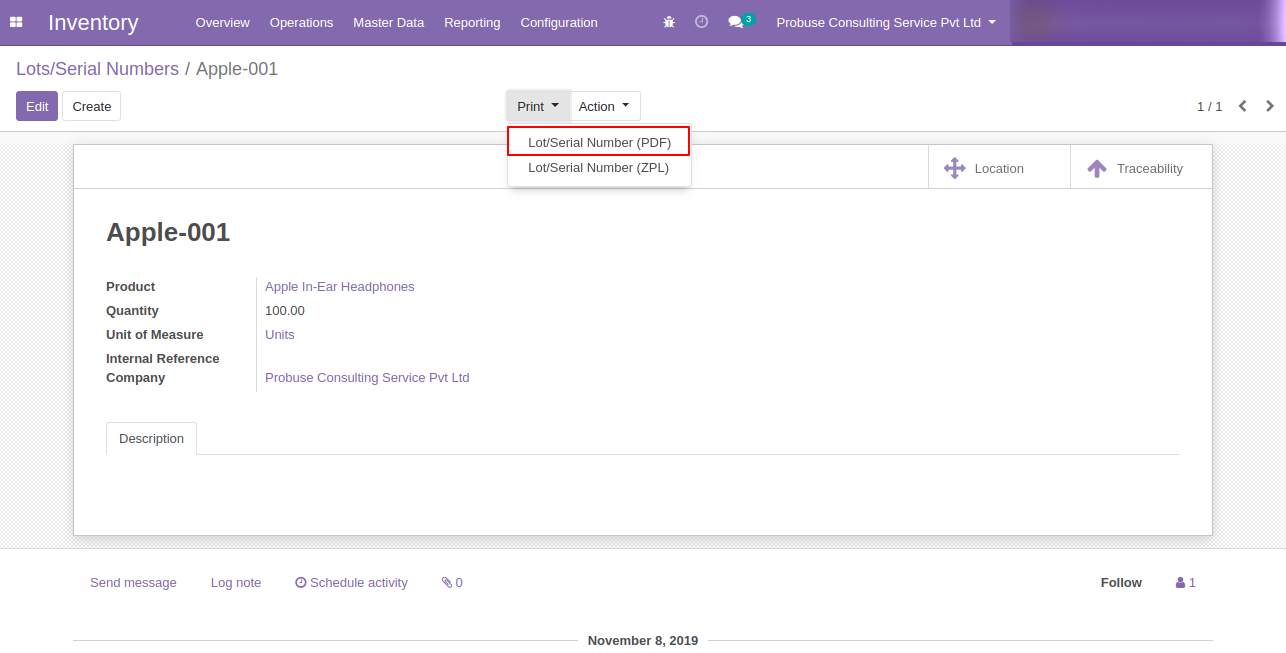 Inventory Overview Operations Master Data Reporting Configuration 3 Probuse Consulting Service Pvt Ltd
Lots/Serial Numbers / Apple-001
Edit Create Print Action 1 / 1
Lot/Serial Number (PDF)
Lot/Serial Number (ZPL)
Location Traceability
Apple-001
Product Apple In-Ear Headphones
Quantity 100.00
Unit of Measure Units
Internal Reference
Company Probuse Consulting Service Pvt Ltd
Description
Send message Log note Schedule activity 0 Follow 1
November 8, 2019